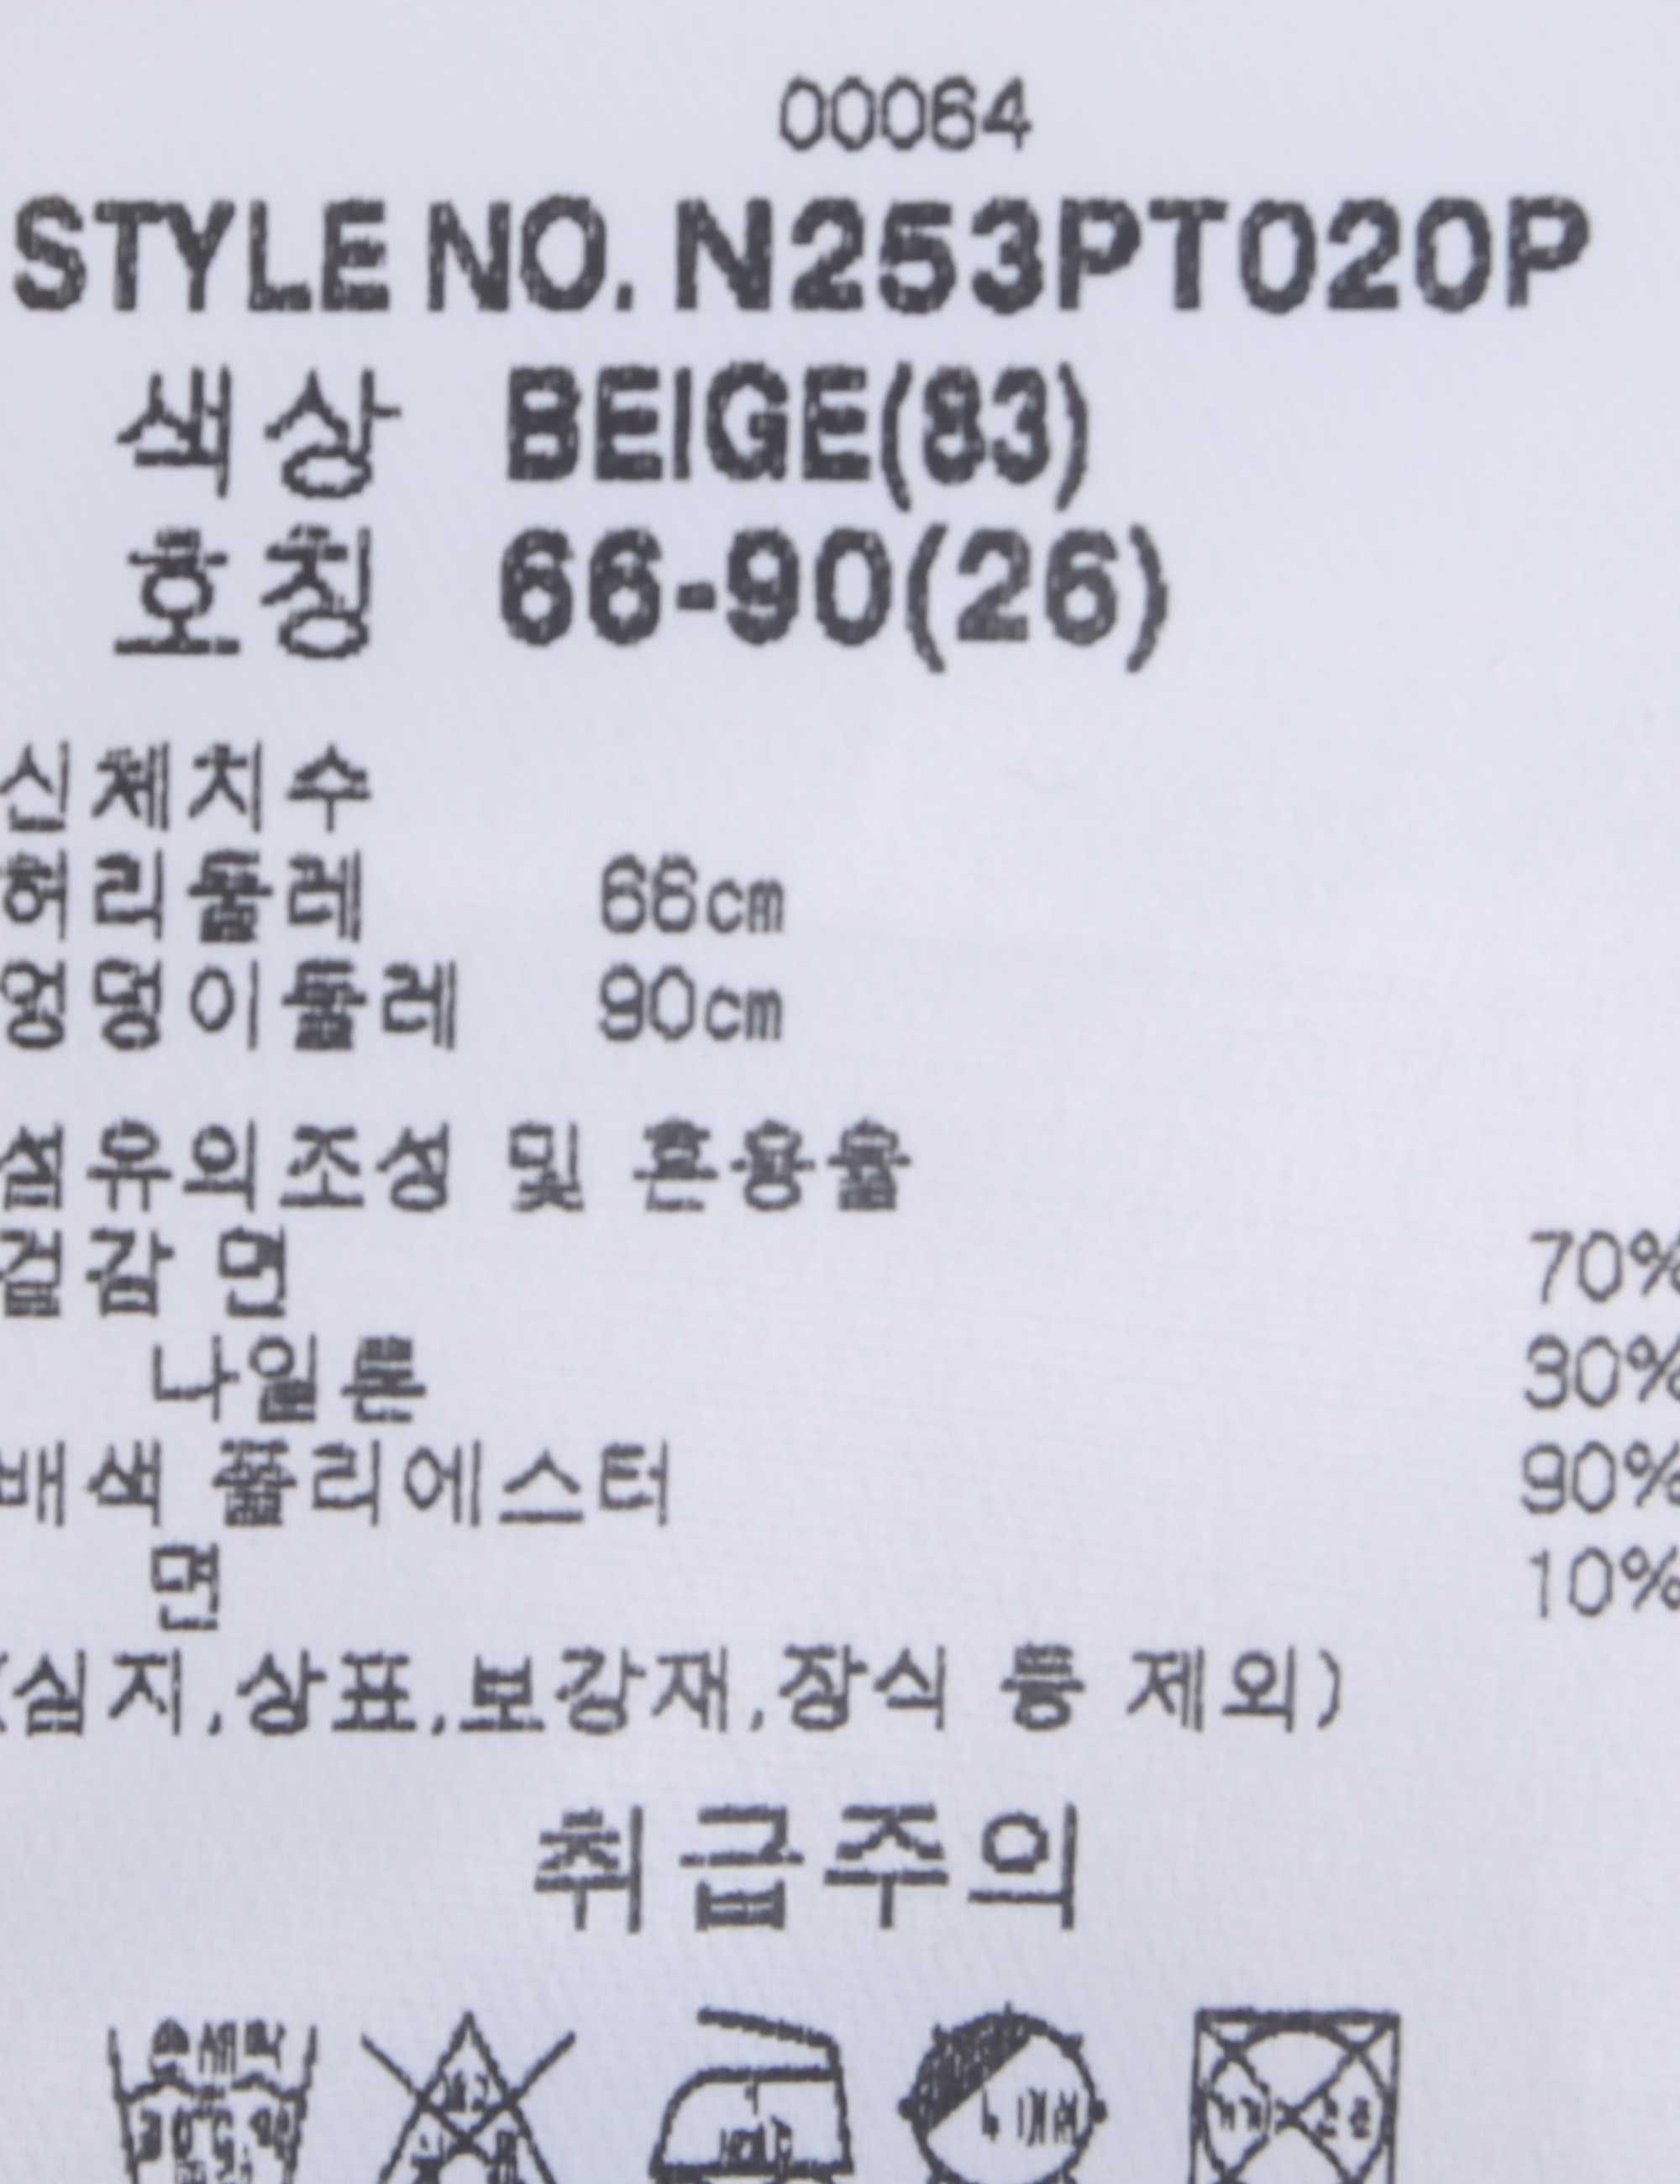 00064
STYLE NO. N253PT020P
색상 BEIGE(83)
호칭 66-90(26)
신체치수
허리둘레 66cm
엉덩이둘레 90cm
섬유의조성 및 혼용율
겉감 면 70%
나일론 30%
배색 폴리에스터 90%
면 10%
(심지,상표,보강재,장식 등 제외)
취급주의